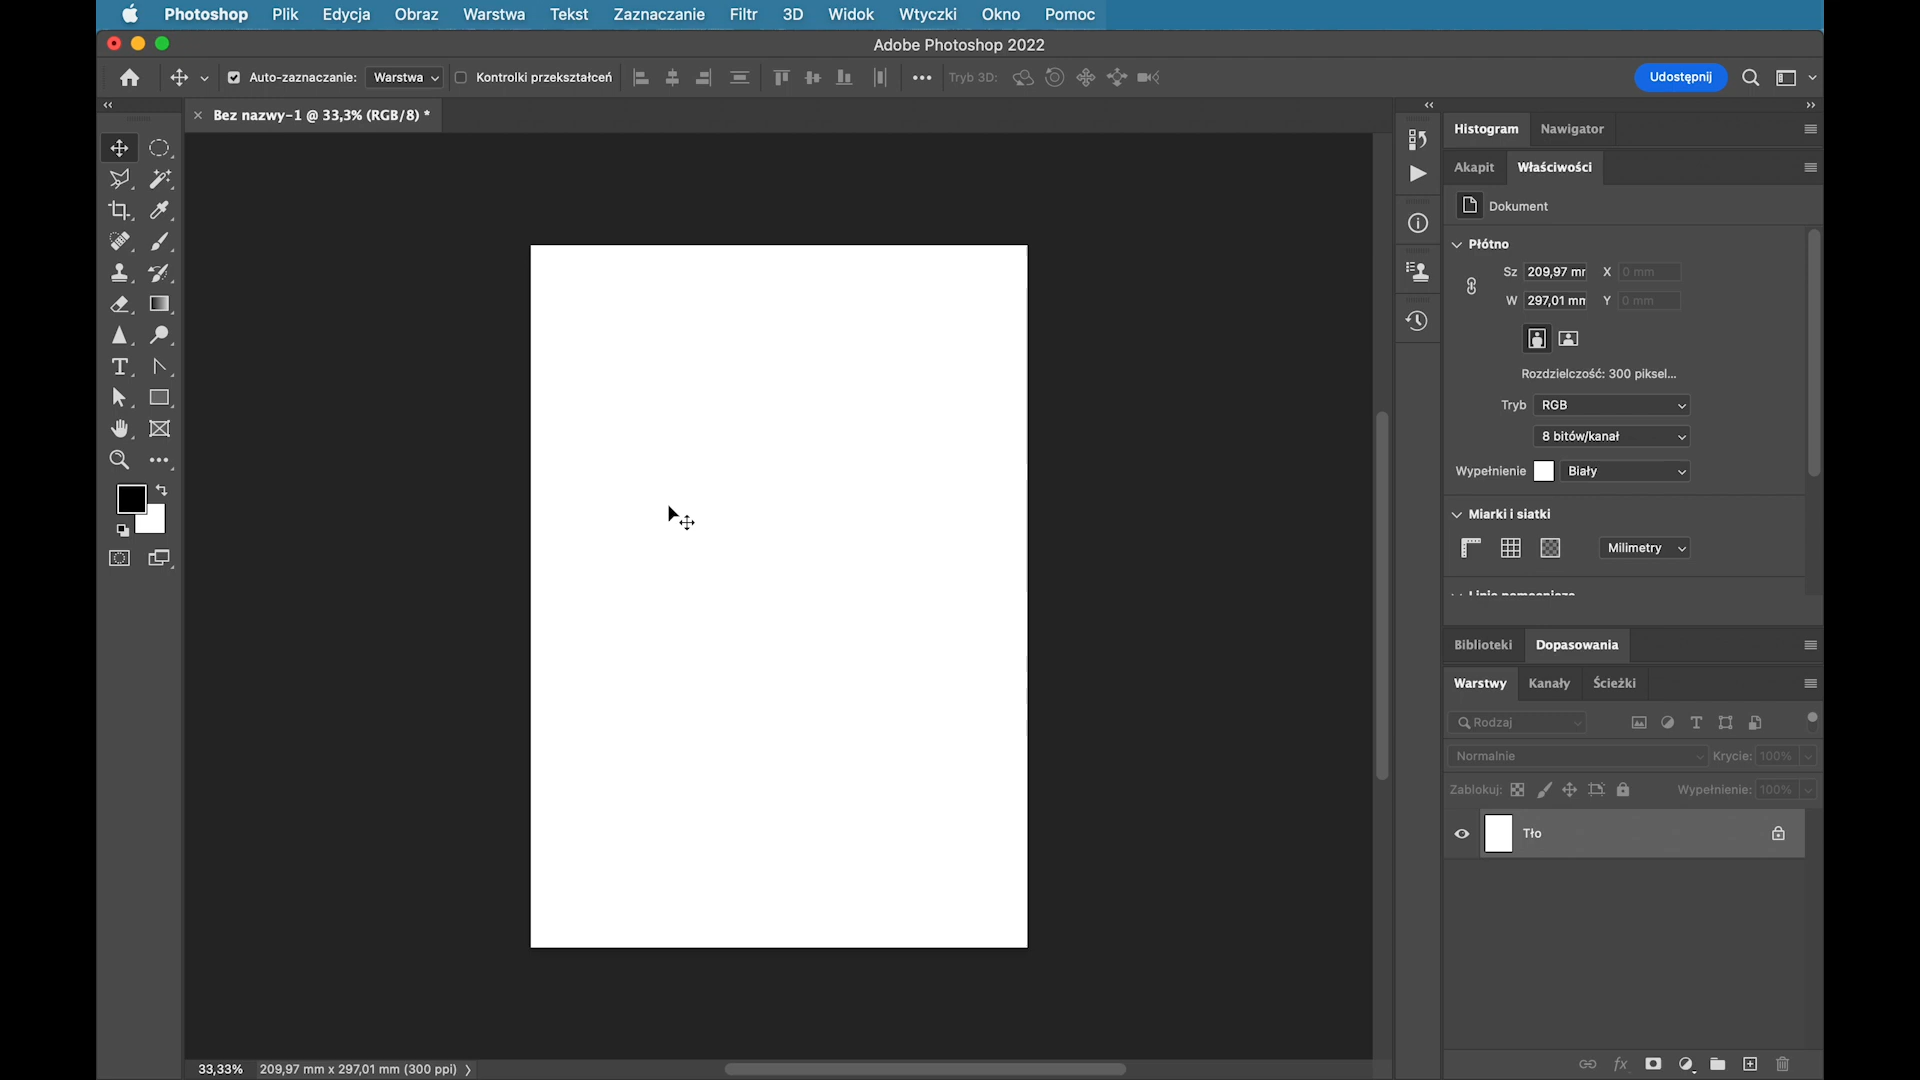 Photoshop Plik Edycja Obraz Warstwa Tekst Zaznaczanie Filtr 3D Widok Wtyczki Okno Pomoc
Adobe Photoshop 2022
Auto-zaznaczanie: Warstwa Kontrolki przekształceń Tryb 3D: Udostępnij
Bez nazwy-1 @ 33,3% (RGB/8) *
Histogram Nawigator
Akapit Właściwości
Dokument
Płótno
Sz 209,97 mm X 0 mm
W 297,01 mm Y 0 mm
Rozdzielczość: 300 piksel...
Tryb RGB
8 bitów/kanał
Wypełnienie Biały
Miarki i siatki
Milimetry
Linie pomocnicze
Biblioteki Dopasowania
Warstwy Kanały Ścieżki
Rodzaj
Normalnie Krycie: 100%
Zablokuj: Wypełnienie: 100%
Tło
33,33% 209,97 mm x 297,01 mm (300 ppi)